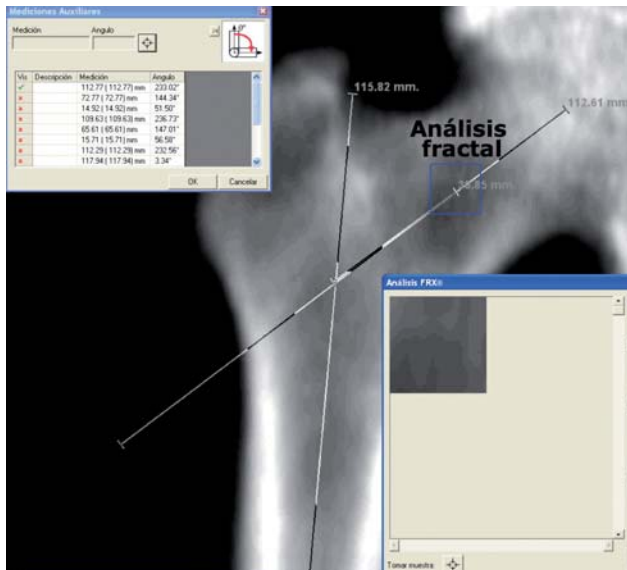 Mediciones Auxiliares
Medición Angulo
0°
Vis Descripción Medición Angulo
112.77 ( 112.77) mm 233.02°
72.77 ( 72.77) mm 144.34°
14.92 ( 14.92) mm 51.50°
109.63 ( 109.63) mm 236.73°
65.61 ( 65.61) mm 147.01°
15.71 ( 15.71) mm 56.58°
112.29 ( 112.29) mm 232.56°
117.94 ( 117.94) mm 3.34°
OK Cancelar
115.82 mm.
112.61 mm
Análisis
fractal
mm.
Análisis FRX®
Tomar muestra: